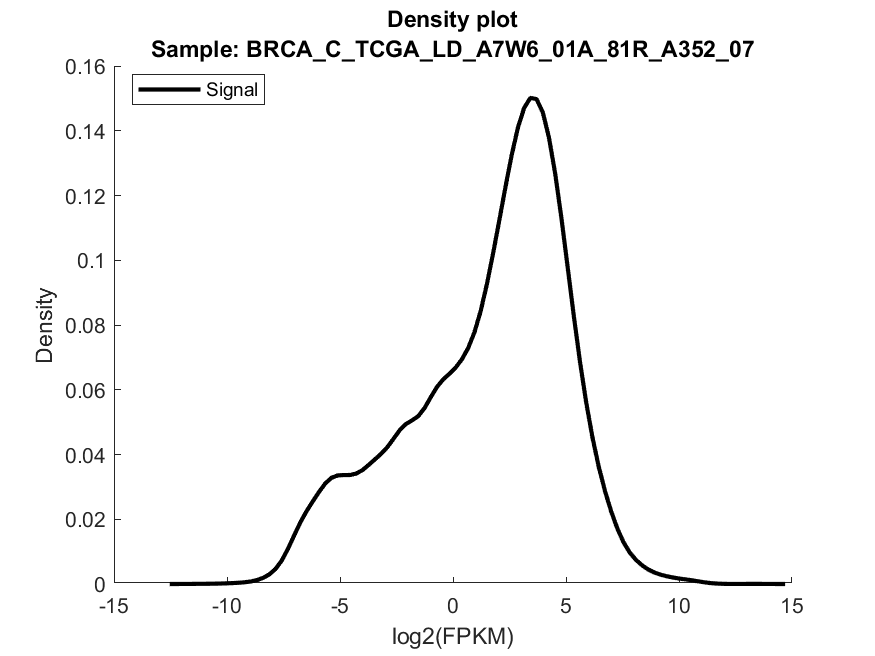 Density plot
Sample: BRCA_C_TCGA_LD_A7W6_01A_81R_A352_07
Signal
0.16
0.14
0.12
0.1
0.08
0.06
0.04
0.02
0
Density
-15 -10 -5 0 5 10 15
log2(FPKM)